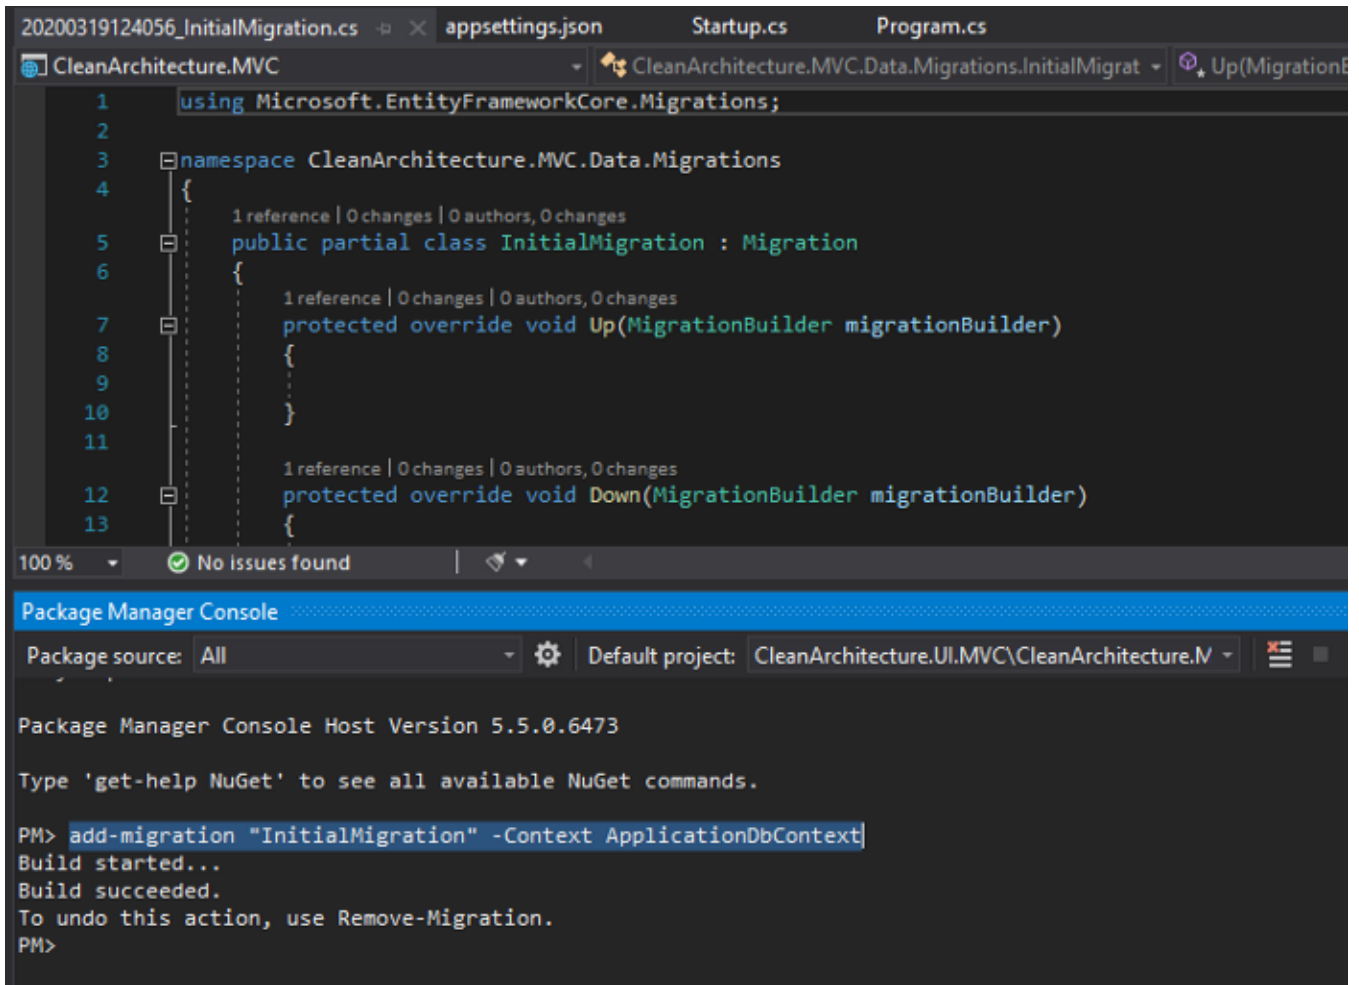 20200319124056_InitialMigration.cs appsettings.json Startup.cs Program.cs
CleanArchitecture.MVC CleanArchitecture.MVC.Data.Migrations.InitialMigrat Up(MigrationB
1 using Microsoft.EntityFrameworkCore.Migrations;
2
3 namespace CleanArchitecture.MVC.Data.Migrations
4 {
1 reference | 0 changes | 0 authors, 0 changes
5 public partial class InitialMigration : Migration
6 {
1 reference | 0 changes | 0 authors, 0 changes
7 protected override void Up(MigrationBuilder migrationBuilder)
8 {
9
10 }
11
1 reference | 0 changes | 0 authors, 0 changes
12 protected override void Down(MigrationBuilder migrationBuilder)
13 {
100 % No issues found
Package Manager Console
Package source: All Default project: CleanArchitecture.UI.MVC\CleanArchitecture.M
Package Manager Console Host Version 5.5.0.6473
Type 'get-help NuGet' to see all available NuGet commands.
PM> add-migration "InitialMigration" -Context ApplicationDbContext
Build started...
Build succeeded.
To undo this action, use Remove-Migration.
PM>